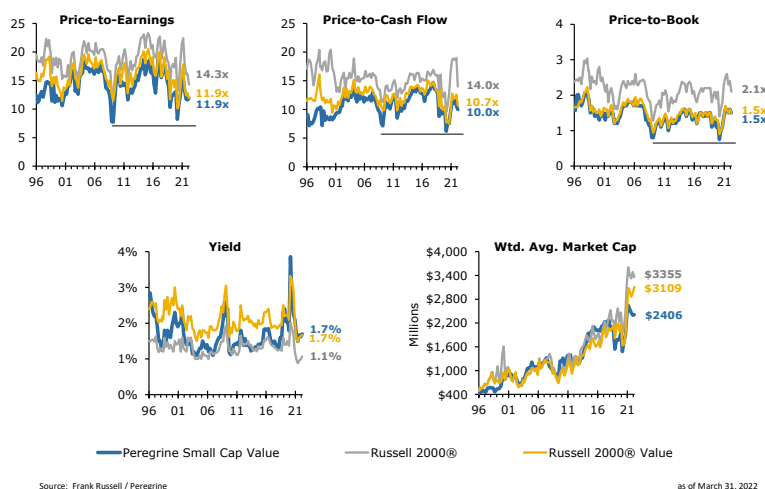 Price-to-Earnings
25
20
15
10
5
0
96 01 06 11 16 21
14.3x
11.9x
11.9x
Price-to-Cash Flow
25
20
15
10
5
0
96 01 06 11 16 21
14.0x
10.7x
10.0x
Price-to-Book
4
3
2
1
0
96 01 06 11 16 21
2.1x
1.5x
1.5x
Yield
4%
3%
2%
1%
0%
96 01 06 11 16 21
1.7%
1.7%
1.1%
Wtd. Avg. Market Cap
Millions
$4,000
$3,400
$2,800
$2,200
$1,600
$1,000
$400
96 01 06 11 16 21
$3355
$3109
$2406
Peregrine Small Cap Value Russell 2000® Russell 2000® Value
Source: Frank Russell / Peregrine
as of March 31, 2022